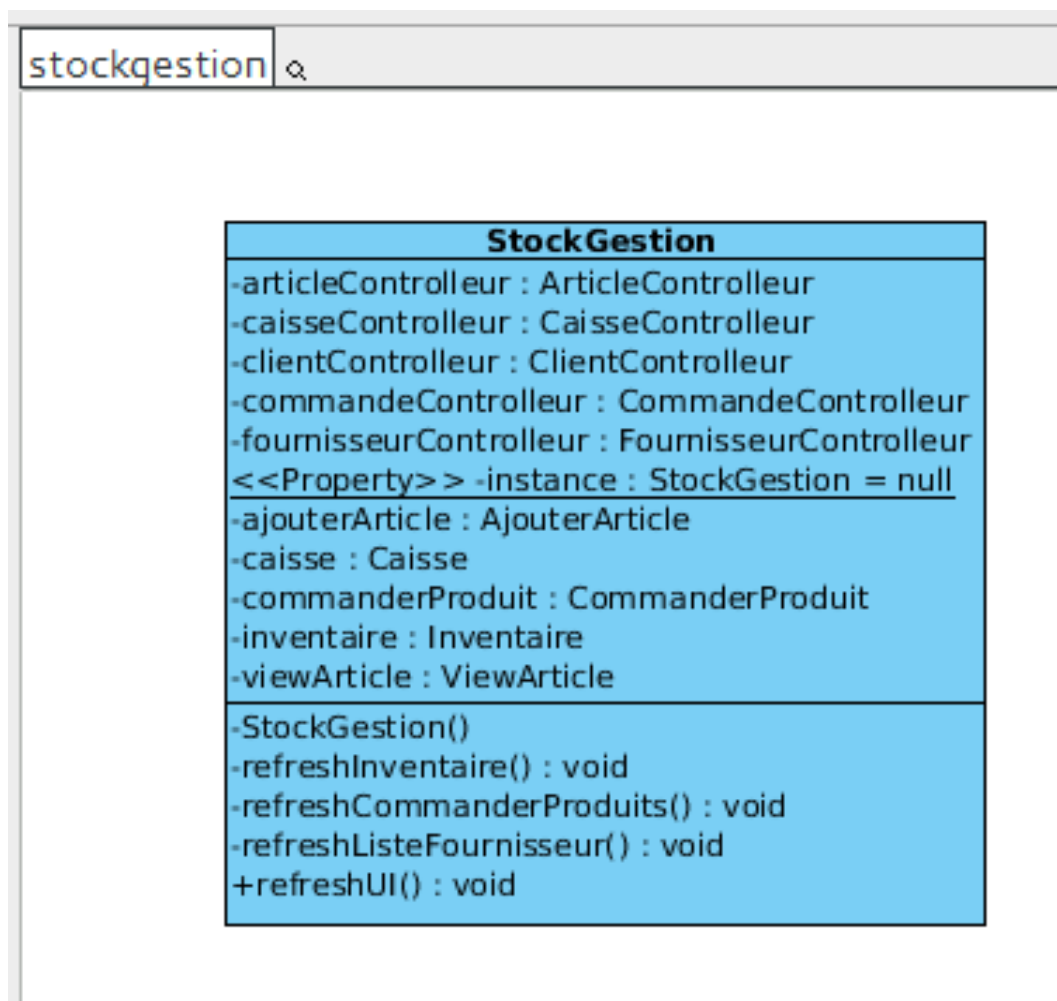 stockgestion
StockGestion
-articleControlleur : ArticleControlleur
-caisseControlleur : CaisseControlleur
-clientControlleur : ClientControlleur
-commandeControlleur : CommandeControlleur
-fournisseurControlleur : FournisseurControlleur
<<Property>> -instance : StockGestion = null
-ajouterArticle : AjouterArticle
-caisse : Caisse
-commanderProduit : CommanderProduit
-inventaire : Inventaire
-viewArticle : ViewArticle
-StockGestion()
-refreshInventaire() : void
-refreshCommanderProduits() : void
-refreshListeFournisseur() : void
+refreshUI() : void